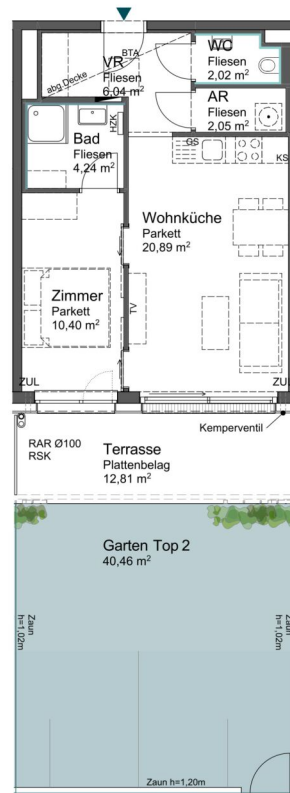 BTA
WC
Fliesen
2,02 m²
VR
Fliesen
6,04 m²
abg Decke
AR
Fliesen
2,05 m²
Bad
Fliesen
4,24 m²
HZK
GS
KS
Wohnküche
Parkett
20,89 m²
Zimmer
Parkett
10,40 m²
TV
ZUL
ZU
Kemperventil
RAR Ø100
RSK
Terrasse
Plattenbelag
12,81 m²
Garten Top 2
40,46 m²
Zaun
h=1,02m
Zaun
h=1,02m
Zaun h=1,20m